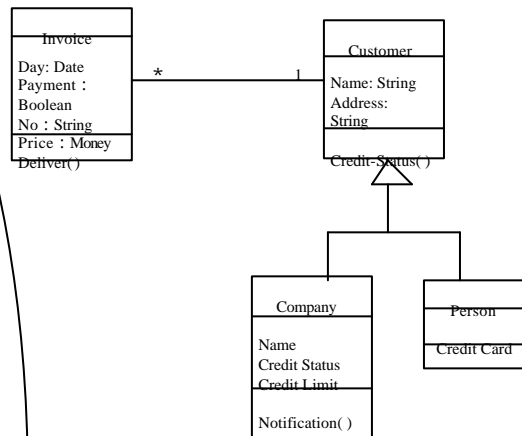 Invoice
Day: Date
Payment：
Boolean
No：String
Price：Money
Deliver()
*
1
Customer
Name: String
Address:
String
Credit-Status( )
Company
Name
Credit Status
Credit Limit
Notification( )
Person
Credit Card